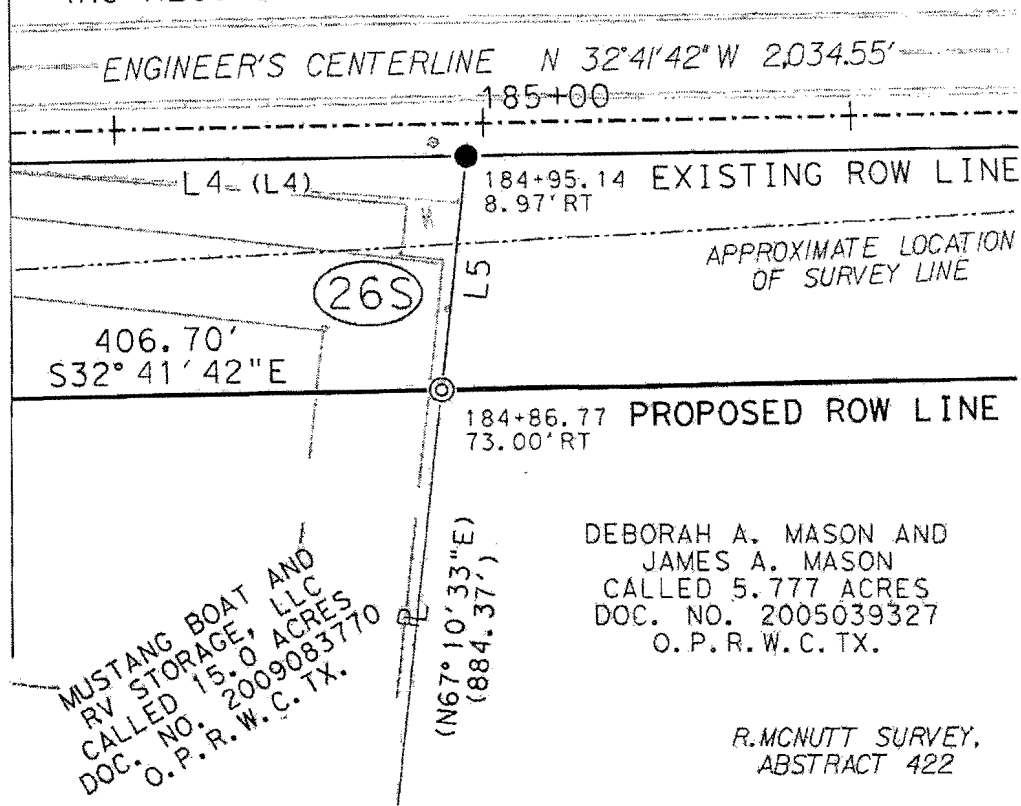 ENGINEER'S CENTERLINE N 32°41'42" W 2,034.55'
185+00
L4 (L4)
184+95.14 EXISTING ROW LINE
8.97' RT
APPROXIMATE LOCATION
OF SURVEY LINE
L5
26S
406.70'
S32°41'42"E
184+86.77 PROPOSED ROW LINE
73.00' RT
(N67°10'33"E)
(884.37')
PL
DEBORAH A. MASON AND
JAMES A. MASON
CALLED 5.777 ACRES
DOC. NO. 2005039327
O.P.R.W.C.TX.
MUSTANG BOAT AND
RV STORAGE, LLC
CALLED 15.0 ACRES
DOC. NO. 2009083770
O.P.R.W.C.TX.
R.MCNUTT SURVEY,
ABSTRACT 422